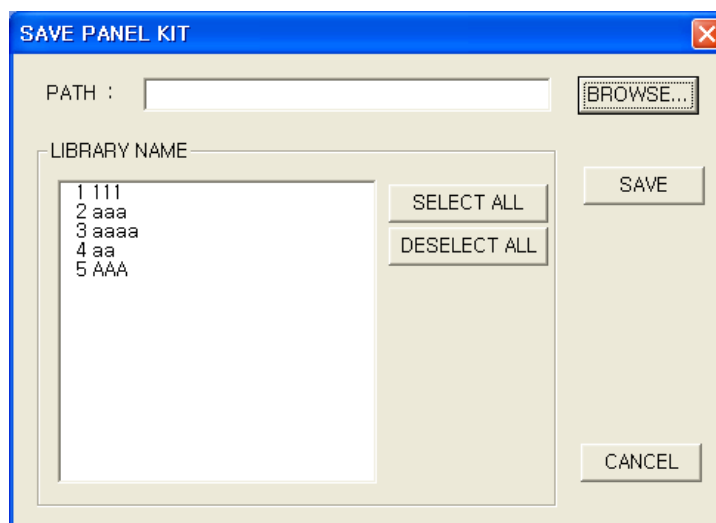 SAVE PANEL KIT
PATH :
BROWSE...
LIBRARY NAME
1 111
2 aaa
3 aaaa
4 aa
5 AAA
SELECT ALL
DESELECT ALL
SAVE
CANCEL